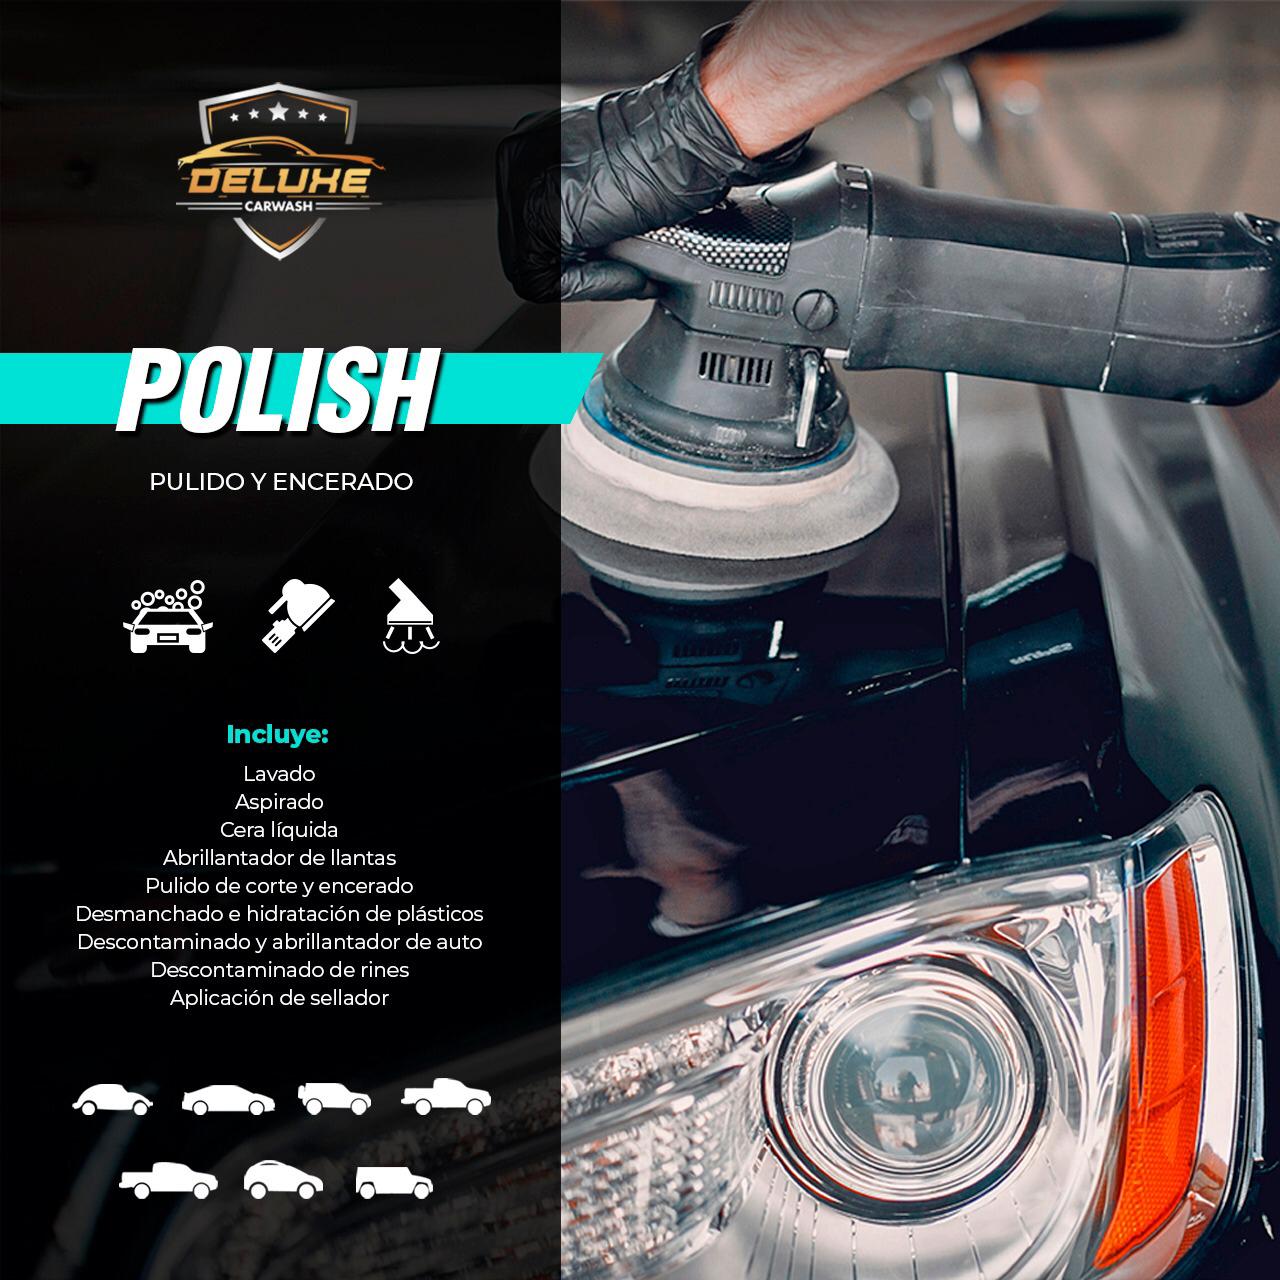 DELUXE
CARWASH
POLISH
PULIDO Y ENCERADO
Incluye:
Lavado
Aspirado
Cera líquida
Abrillantador de llantas
Pulido de corte y encerado
Desmanchado e hidratación de plásticos
Descontaminado y abrillantador de auto
Descontaminado de rines
Aplicación de sellador